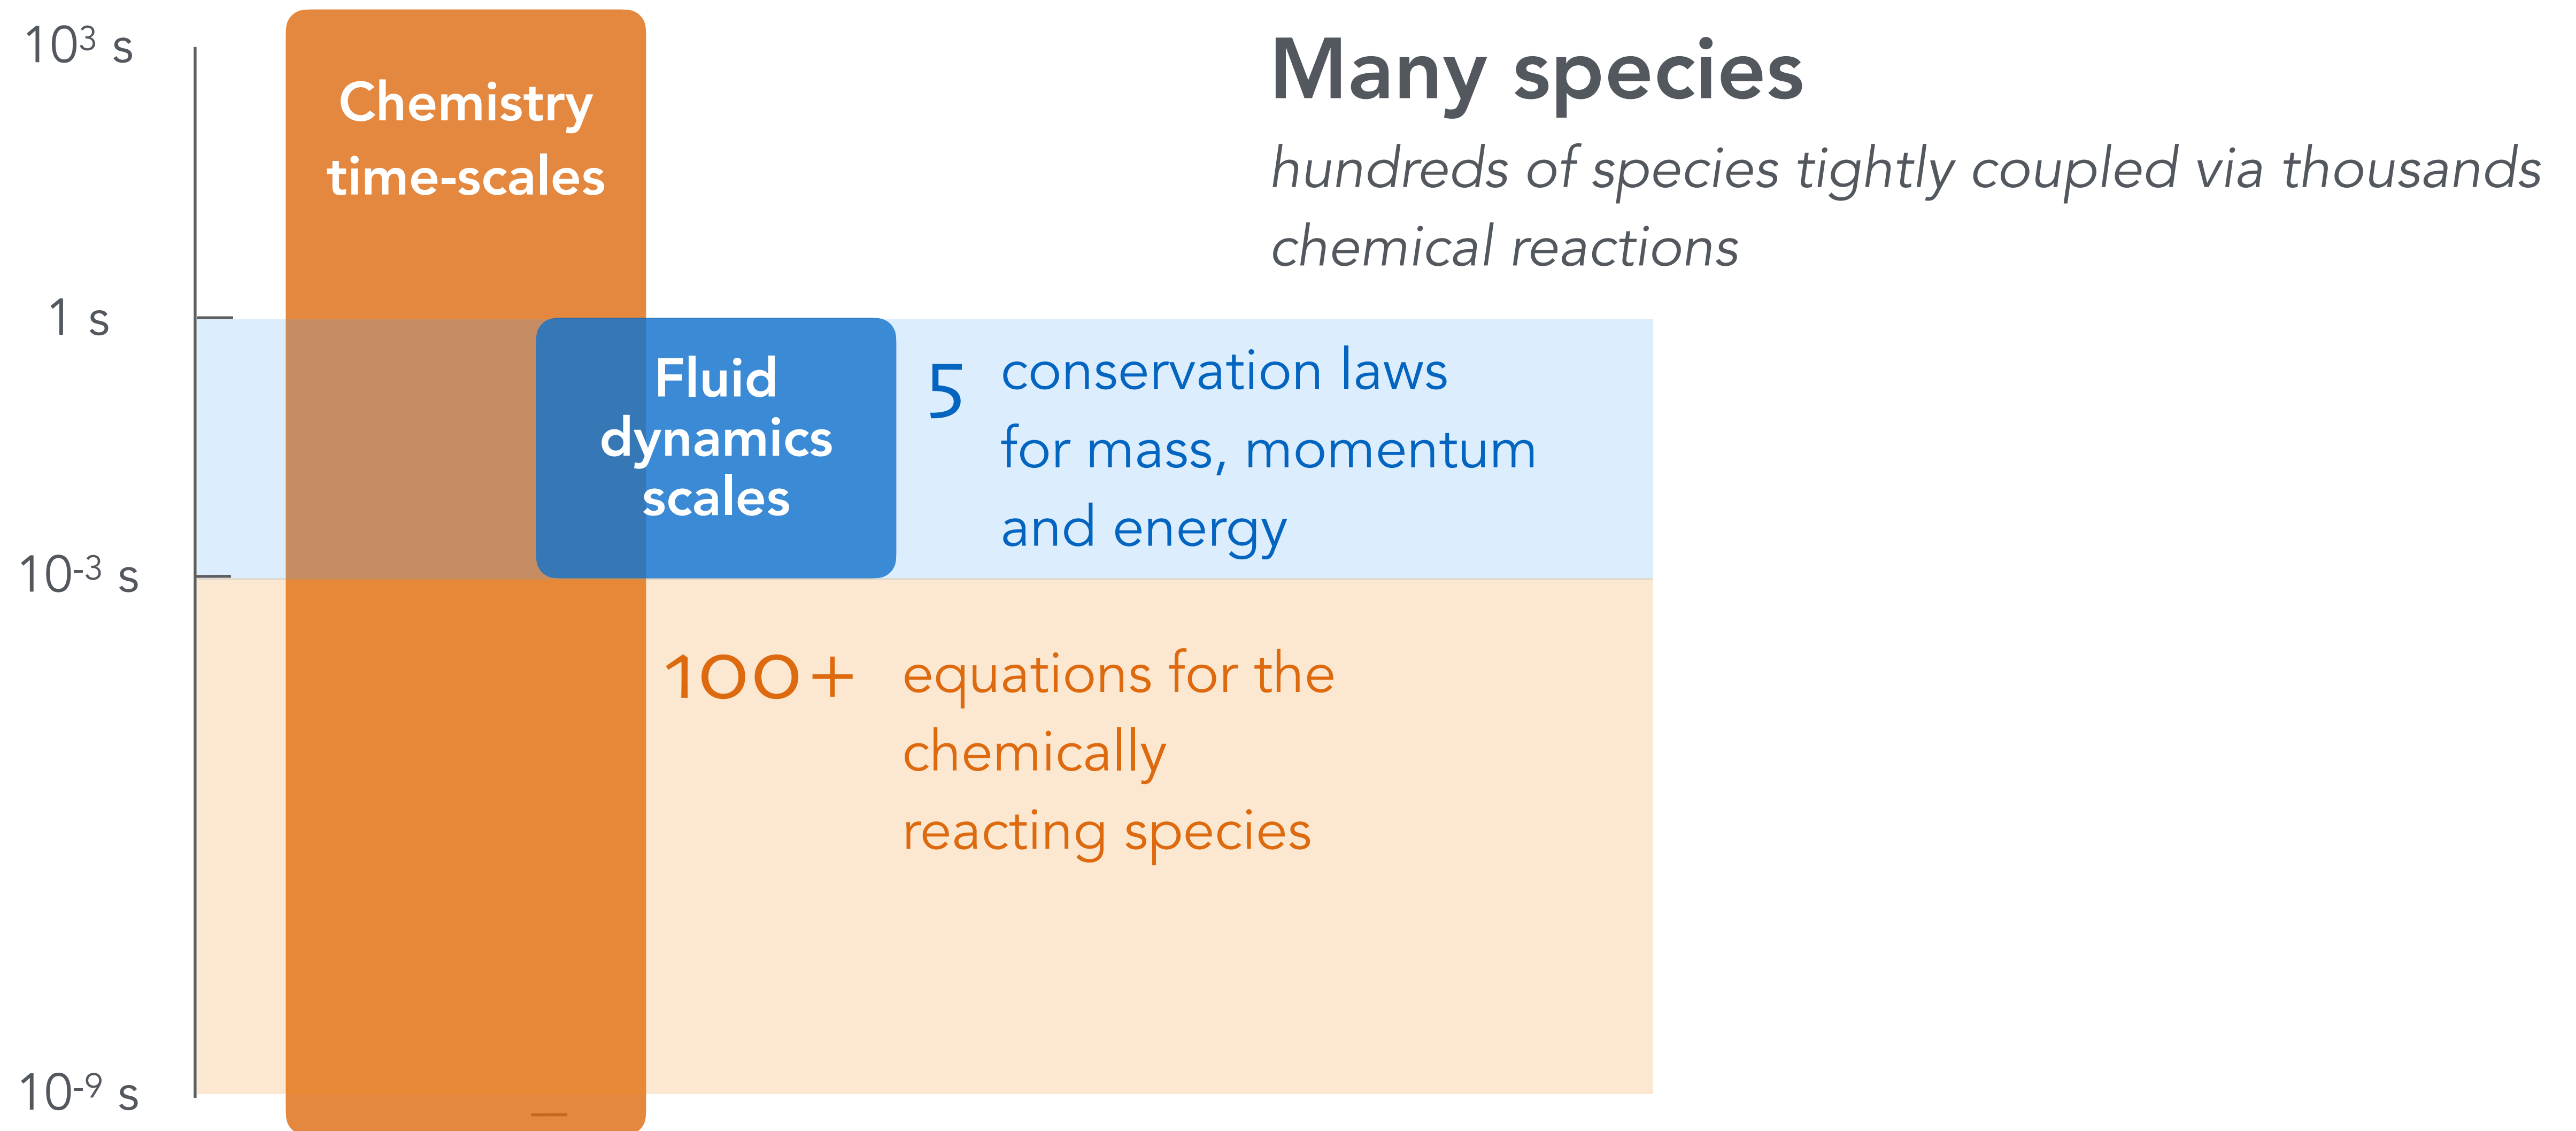 10³ s
Chemistry
time-scales
Many species
hundreds of species tightly coupled via thousands
chemical reactions
1 s
Fluid
dynamics
scales
5 conservation laws
for mass, momentum
and energy
10⁻³ s
100+ equations for the
chemically
reacting species
10⁻⁹ s